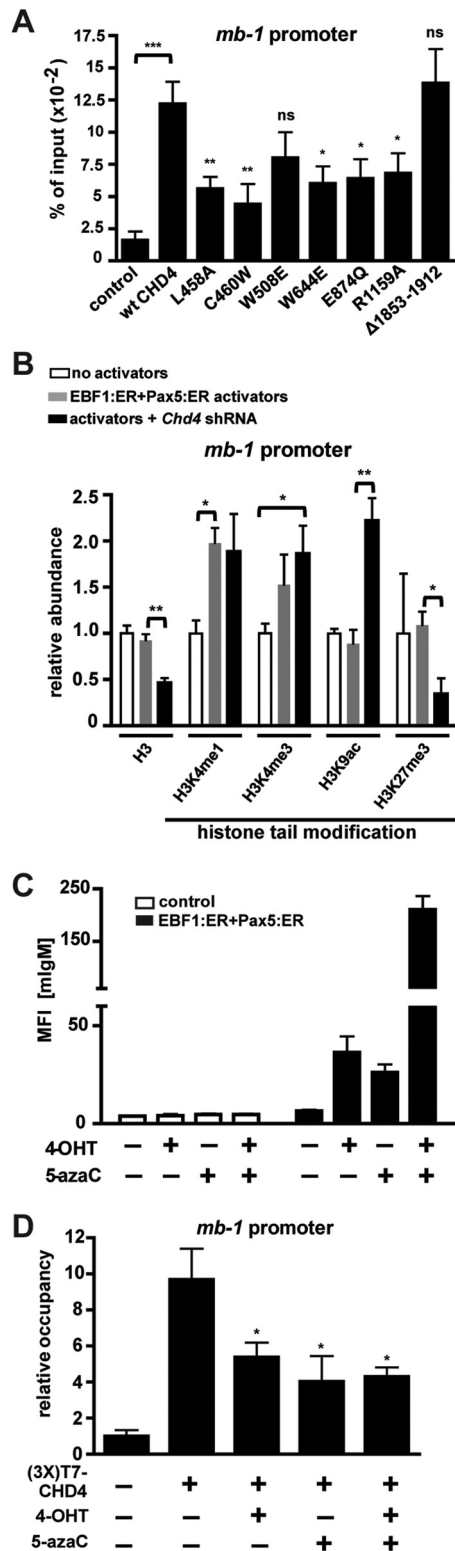 A
mb-1 promoter
% of input (x10-2)
17.5
15
12.5
10
7.5
5
2.5
0
***
**
**
ns
*
*
*
ns
control
wt CHD4
L458A
C460W
W508E
W644E
E874Q
R1159A
Δ1853-1912
B
no activators
EBF1:ER+Pax5:ER activators
activators + Chd4 shRNA
mb-1 promoter
relative abundance
2.5
2.0
1.5
1.0
0.5
0
**
*
*
**
*
H3
H3K4me1
H3K4me3
H3K9ac
H3K27me3
histone tail modification
C
control
EBF1:ER+Pax5:ER
MFI [mIgM]
250
150
50
0
4-OHT − + − + − + − +
5-azaC − − + + − − + +
D
mb-1 promoter
relative occupancy
12
10
8
6
4
2
0
*
*
*
(3X)T7-
CHD4 − + + + +
4-OHT − − + − +
5-azaC − − − + +